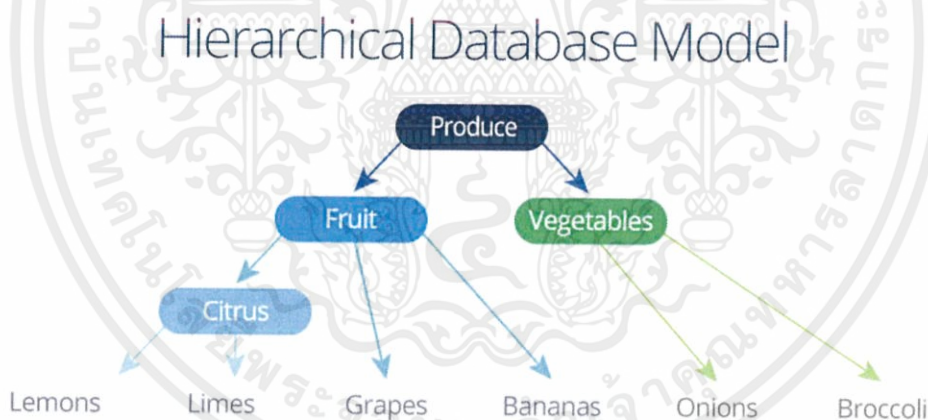 Hierarchical Database Model
Produce
Fruit
Vegetables
Citrus
Lemons
Limes
Grapes
Bananas
Onions
Broccoli